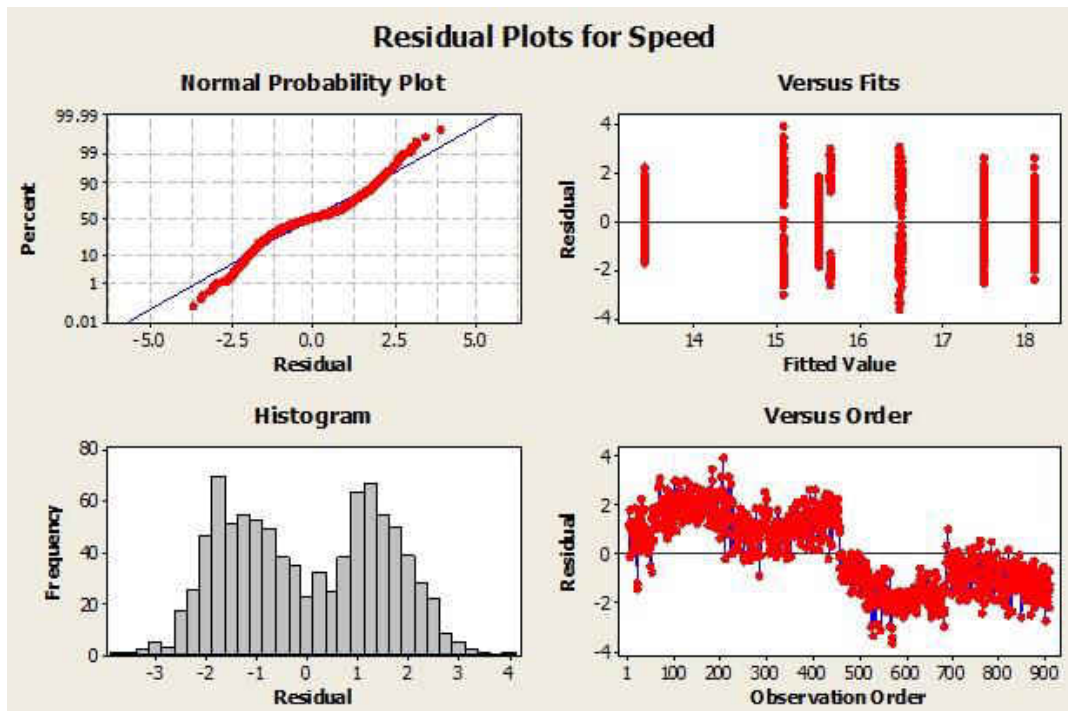 Residual Plots for Speed
Normal Probability Plot
99.99
99
90
50
10
1
0.01
Percent
-5.0 -2.5 0.0 2.5 5.0
Residual
Versus Fits
4
2
0
-2
-4
Residual
14 15 16 17 18
Fitted Value
Histogram
80
60
40
20
0
Frequency
-3 -2 -1 0 1 2 3 4
Residual
Versus Order
4
2
0
-2
-4
Residual
1 100 200 300 400 500 600 700 800 900
Observation Order